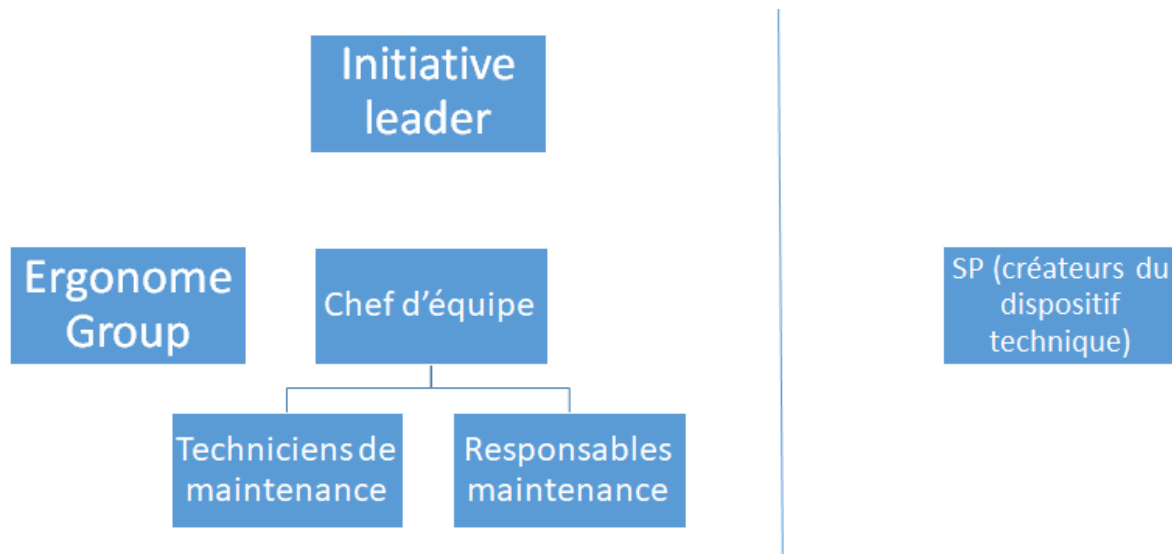 Initiative
leader
Ergonome
Group
Chef d’équipe
SP (créateurs du
dispositif
technique)
Techniciens de
maintenance
Responsables
maintenance